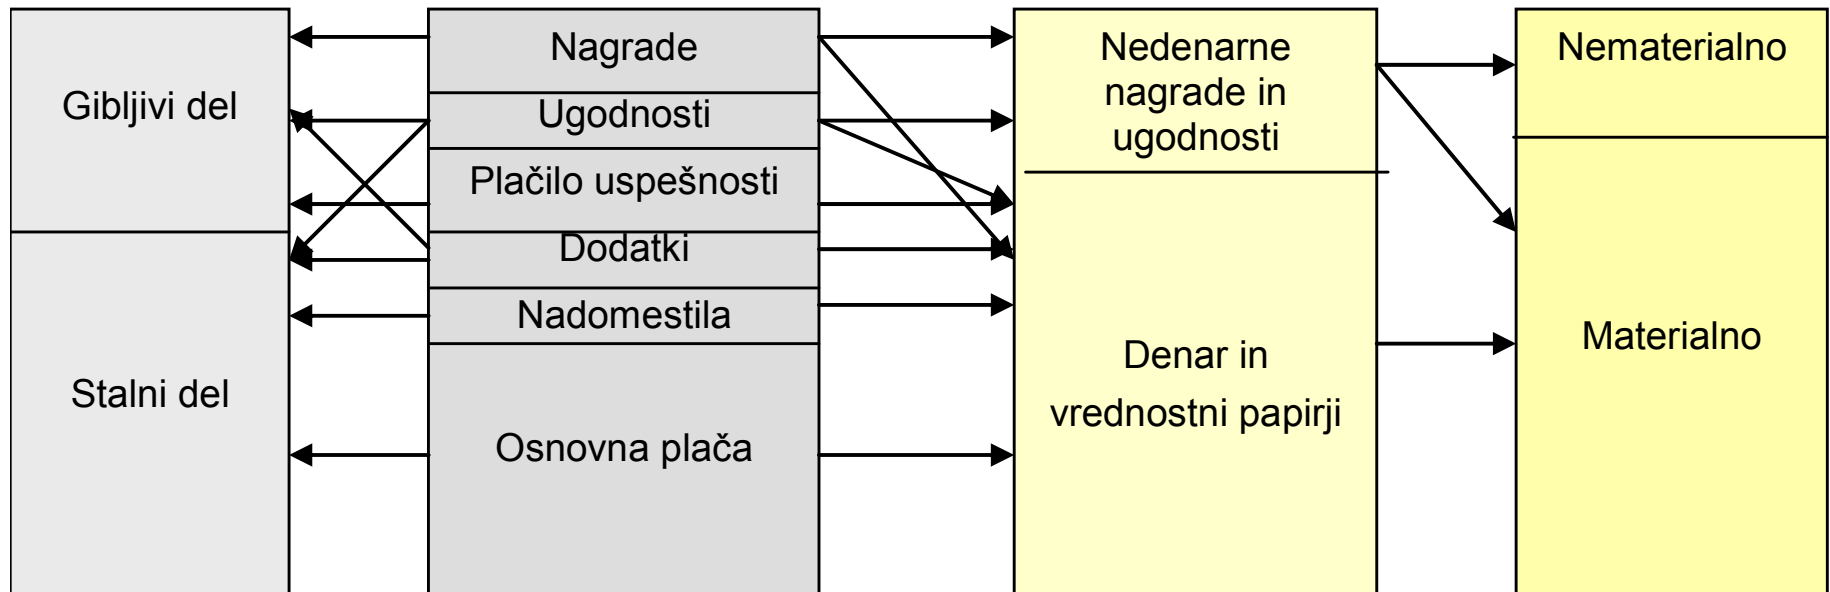 Gibljivi del
Stalni del
Nagrade
Ugodnosti
Plačilo uspešnosti
Dodatki
Nadomestila
Osnovna plača
Nedenarne
nagrade in
ugodnosti
Denar in
vrednostni papirji
Nematerialno
Materialno